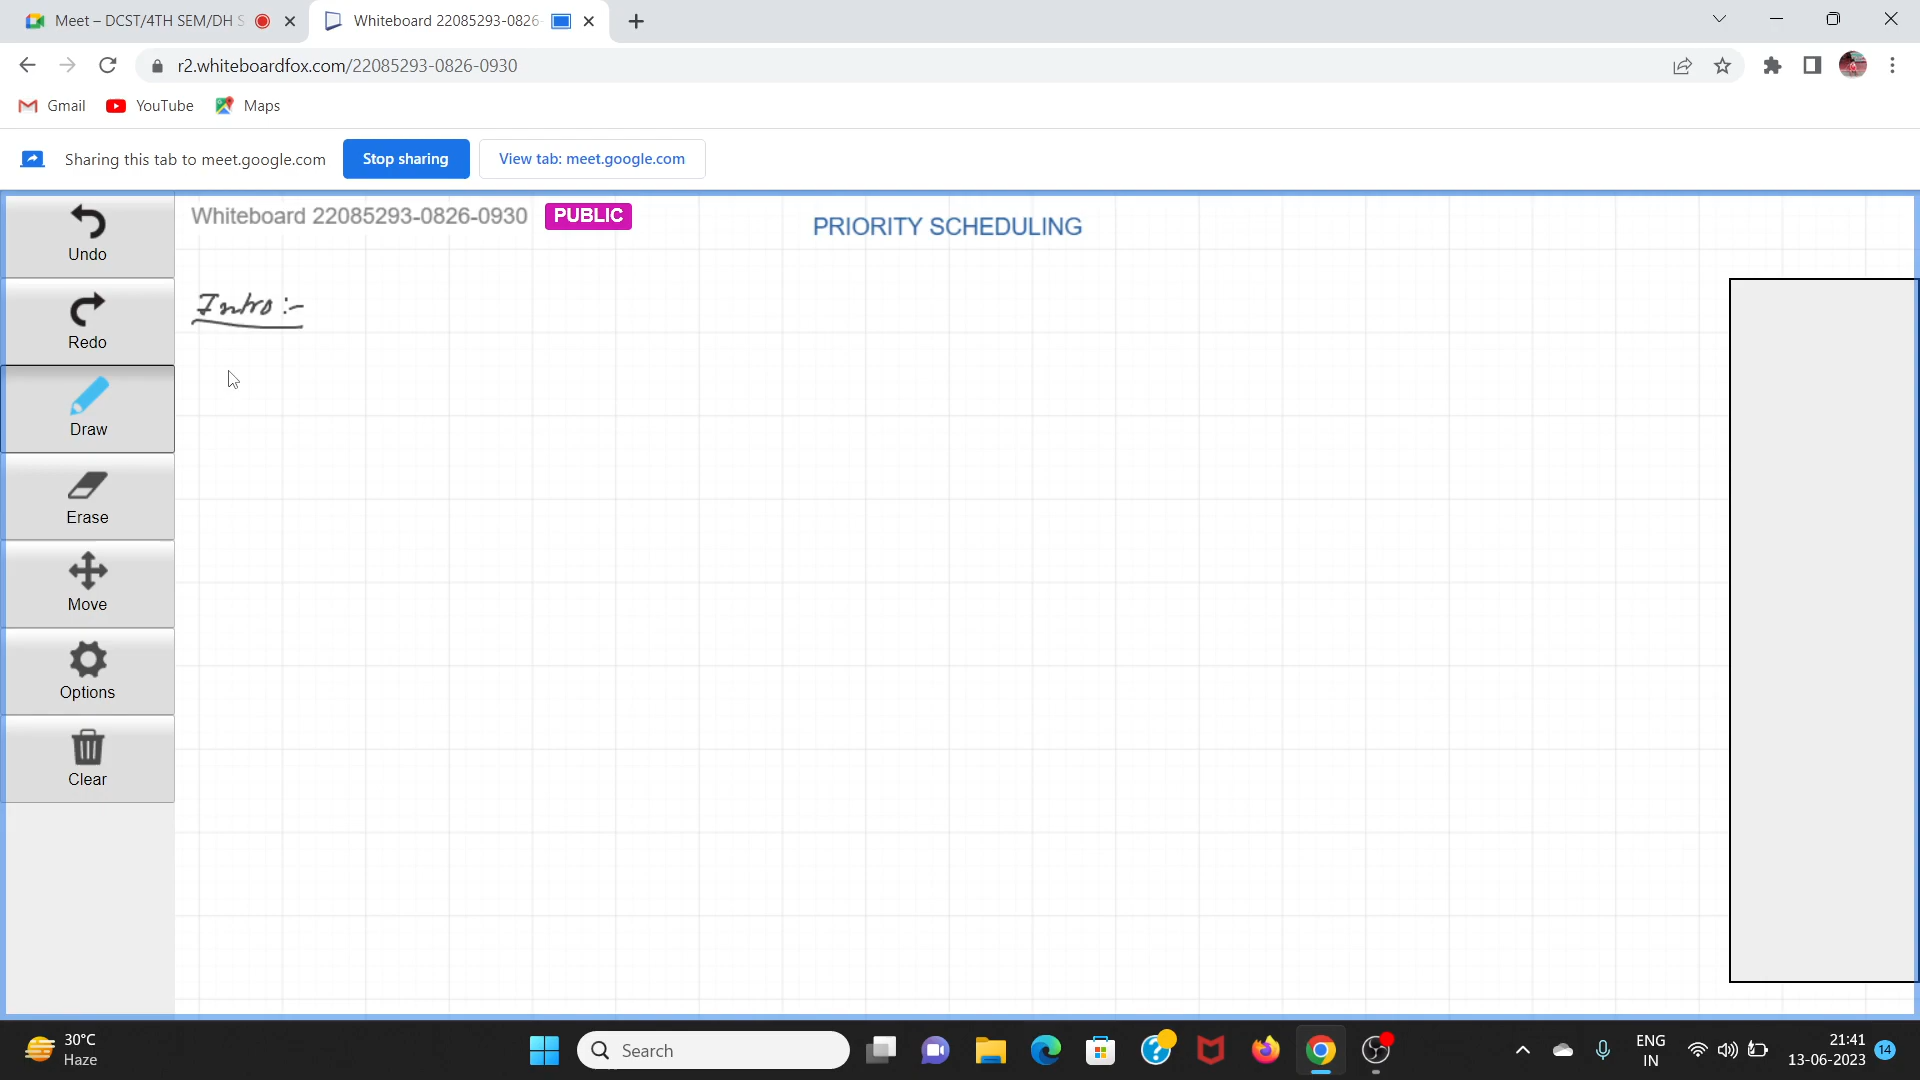 Meet – DCST/4TH SEM/DH S
Whiteboard 22085293-0826-
r2.whiteboardfox.com/22085293-0826-0930
Gmail YouTube Maps
Sharing this tab to meet.google.com Stop sharing View tab: meet.google.com
Whiteboard 22085293-0826-0930 PUBLIC
PRIORITY SCHEDULING
Undo
Intro :-
Redo
Draw
Erase
Move
Options
Clear
30°C
Haze
Search
ENG
IN
21:41
13-06-2023
14